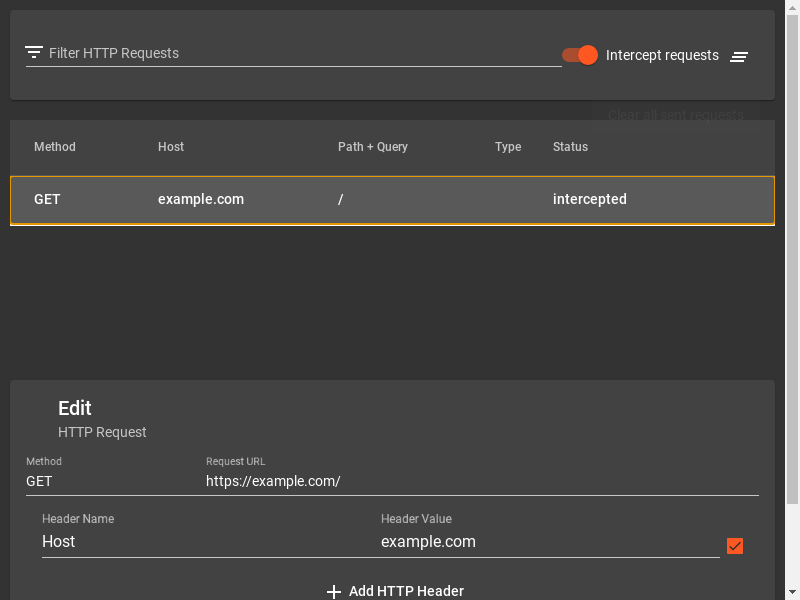 Filter HTTP Requests
Intercept requests
Clear all sent requests
Method Host Path + Query Type Status
GET example.com / intercepted
Edit
HTTP Request
Method Request URL
GET https://example.com/
Header Name Header Value
Host example.com
Add HTTP Header